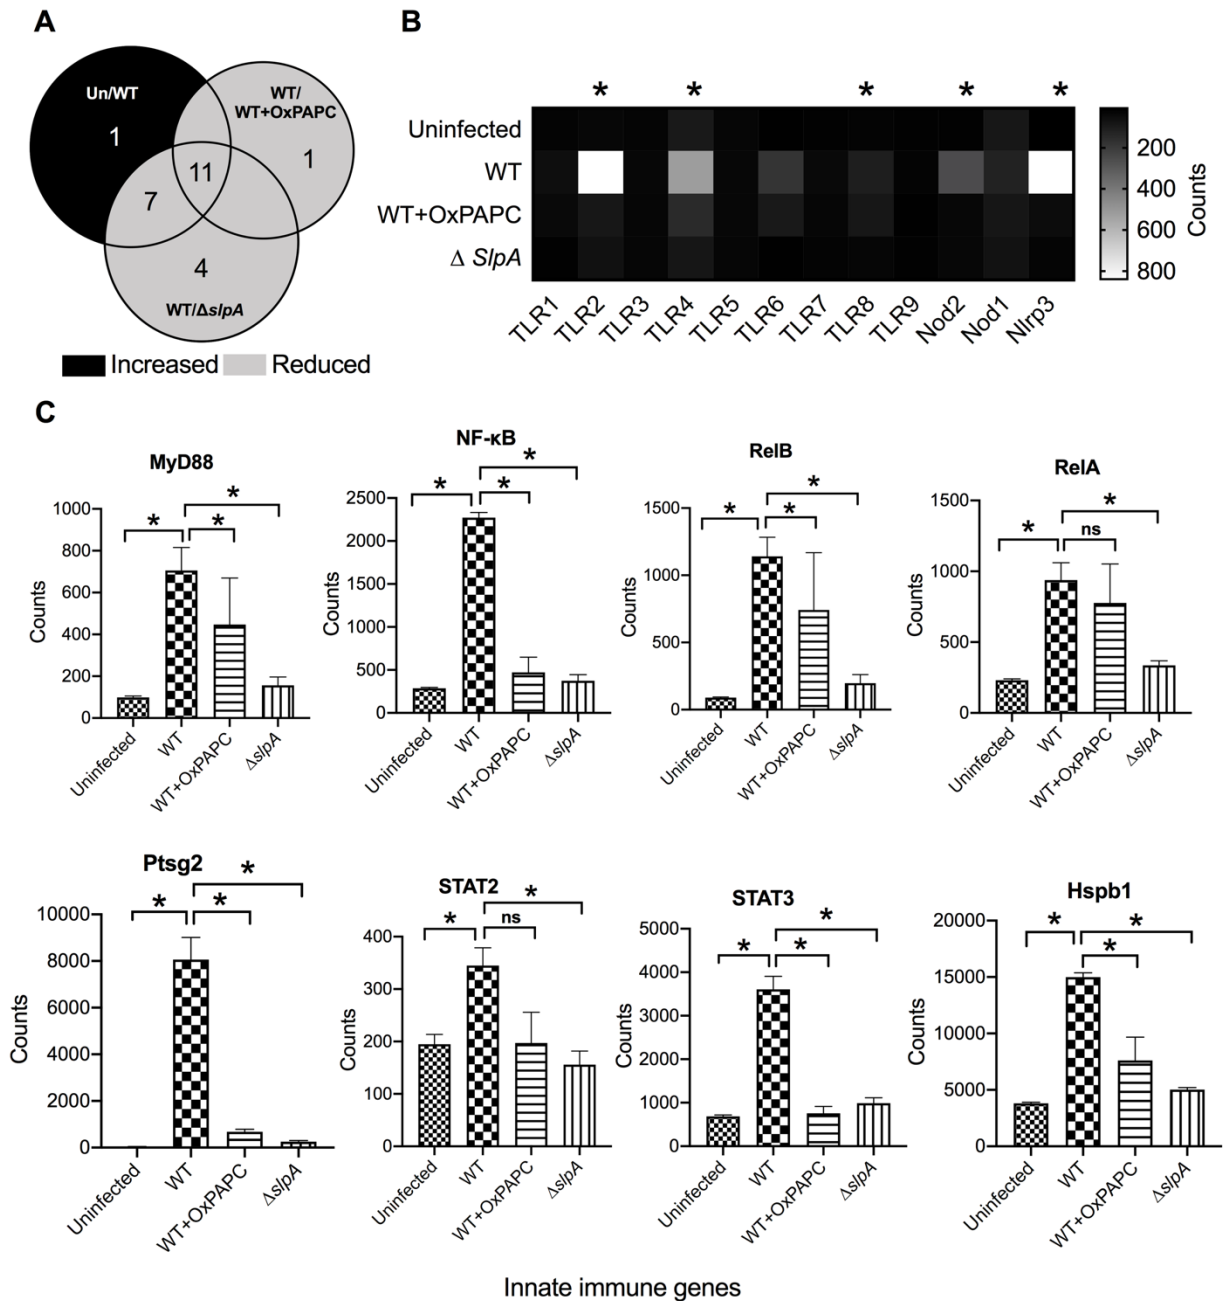 A
Un/WT
1
WT/
WT+OxPAPC
1
11
7
4
WT/ΔslpA
Increased
Reduced
B
* * * * *
Uninfected
WT
WT+OxPAPC
Δ SlpA
TLR1
TLR2
TLR3
TLR4
TLR5
TLR6
TLR7
TLR8
TLR9
Nod2
Nod1
Nlrp3
200
400
600
800
Counts
C
MyD88
*
* *
1000
800
600
400
200
0
Counts
Uninfected
WT
WT+OxPAPC
ΔslpA
NF-κB
*
* *
2500
2000
1500
1000
500
0
Counts
Uninfected
WT
WT+OxPAPC
ΔslpA
RelB
*
* *
1500
1000
500
0
Counts
Uninfected
WT
WT+OxPAPC
ΔslpA
RelA
*
* ns
1500
1000
500
0
Counts
Uninfected
WT
WT+OxPAPC
ΔslpA
Ptsg2
*
* *
10000
8000
6000
4000
2000
0
Counts
Uninfected
WT
WT+OxPAPC
ΔslpA
STAT2
*
* ns
400
300
200
100
0
Counts
Uninfected
WT
WT+OxPAPC
ΔslpA
STAT3
*
* *
5000
4000
3000
2000
1000
0
Counts
Uninfected
WT
WT+OxPAPC
ΔslpA
Hspb1
* *
*
20000
15000
10000
5000
0
Counts
Uninfected
WT
WT+OxPAPC
ΔslpA
Innate immune genes